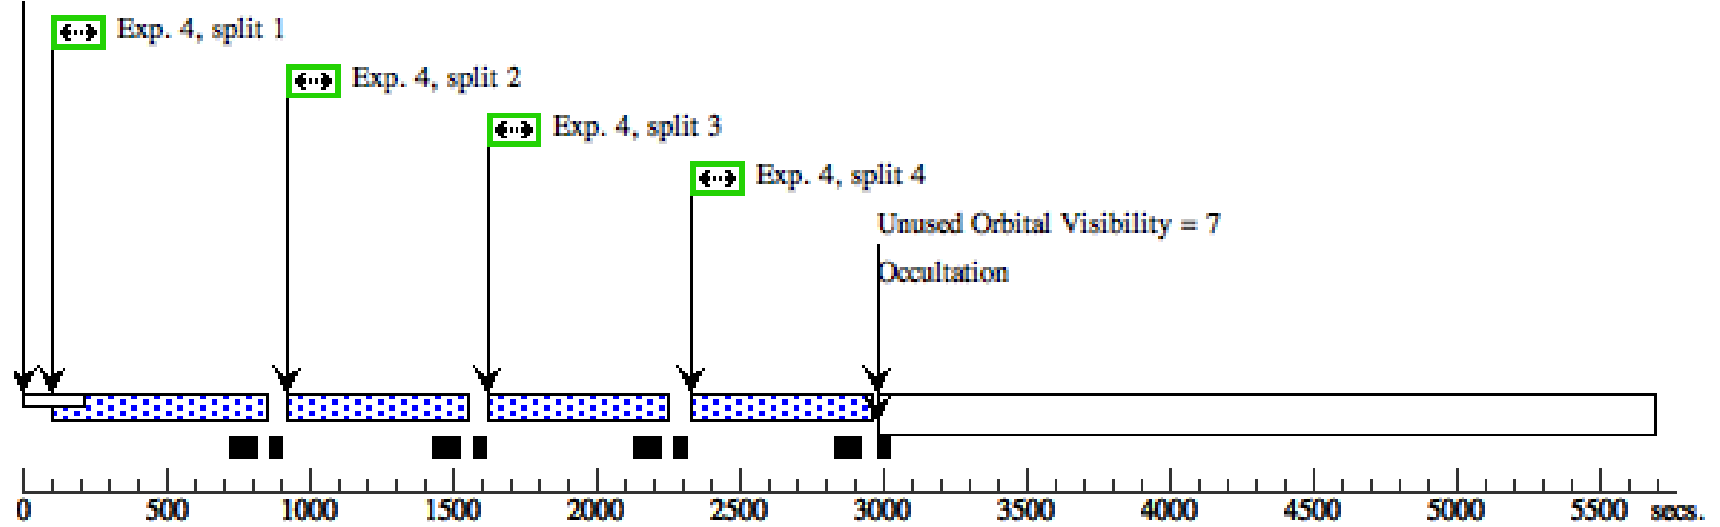 Exp. 4, split 1
Exp. 4, split 2
Exp. 4, split 3
Exp. 4, split 4
Unused Orbital Visibility = 7
Occultation
0 500 1000 1500 2000 2500 3000 3500 4000 4500 5000 5500 secs.